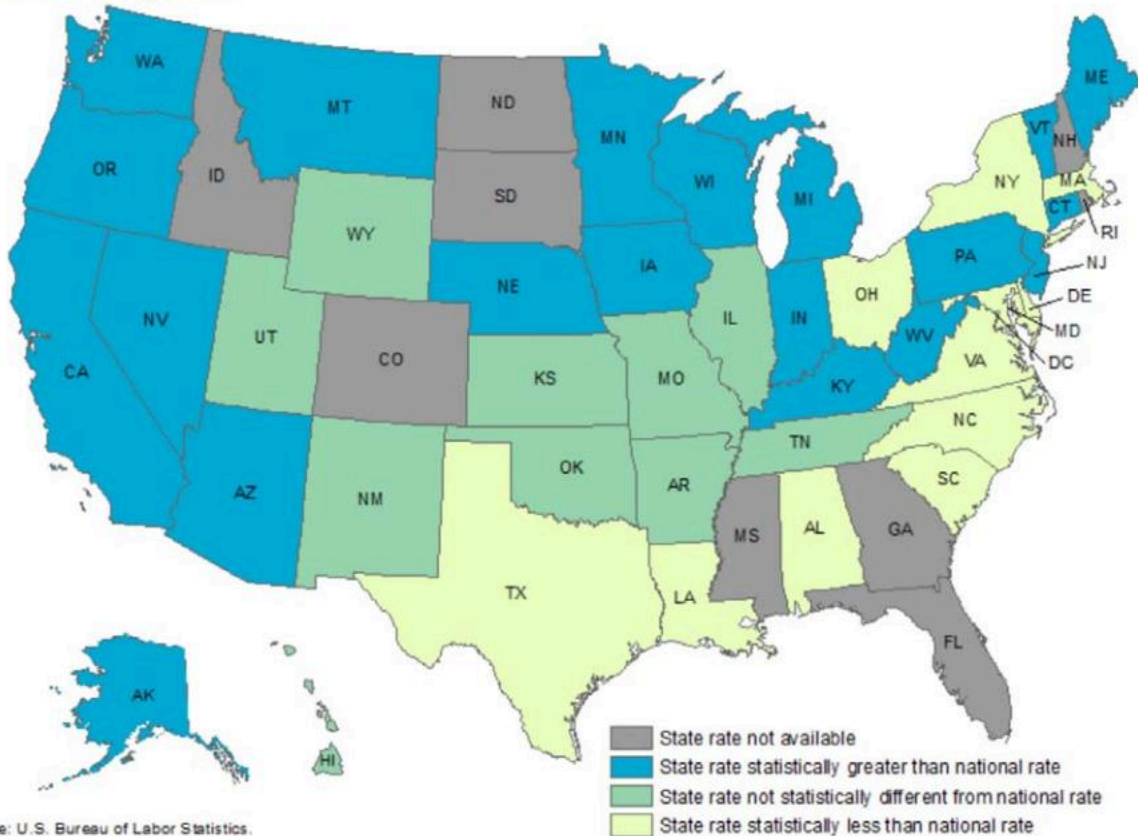 WA
MT
ND
MN
ME
VT
NH
OR
ID
SD
WI
MI
NY
MA
CT
RI
WY
IA
PA
NJ
NE
OH
DE
NV
UT
IL
IN
MD
CA
CO
WV
DC
KS
MO
KY
VA
NC
TN
AZ
NM
OK
AR
SC
MS
AL
GA
TX
LA
FL
AK
HI
State rate not available
State rate statistically greater than national rate
State rate not statistically different from national rate
State rate statistically less than national rate
e: U.S. Bureau of Labor Statistics.